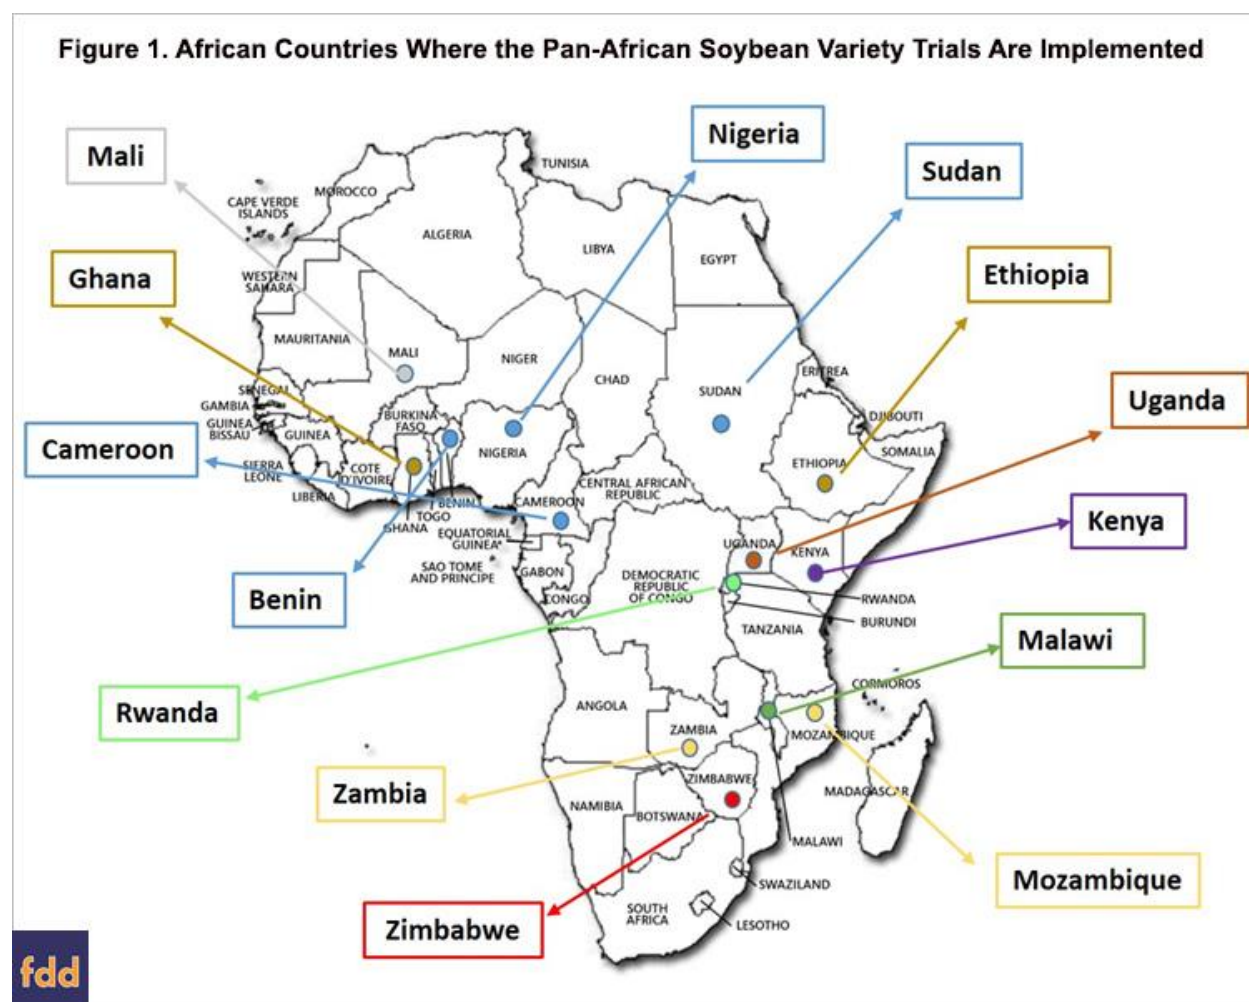 Figure 1. African Countries Where the Pan-African Soybean Variety Trials Are Implemented
Nigeria
Mali
Sudan
Ghana
Ethiopia
Uganda
Cameroon
Kenya
Benin
Malawi
Rwanda
Zambia
Mozambique
Zimbabwe
TUNISIA
MOROCCO
CAPE VERDE
ISLANDS
ALGERIA
LIBYA
EGYPT
WESTERN
SAHARA
MAURITANIA
MALI
NIGER
CHAD
SUDAN
ERITREA
SENEGAL
GAMBIA
GUINEA
BISSAU
GUINEA
BURKINA
FASO
DJIBOUTI
SOMALIA
NIGERIA
ETHIOPIA
SIERRA
LEONE
COTE
D'IVOIRE
LIBERIA
CENTRAL AFRICAN
REPUBLIC
BENIN
CAMEROON
TOGO
GHANA
EQUATORIAL
GUINEA
UGANDA
KENYA
SAO TOME
AND PRINCIPE
GABON
DEMOCRATIC
REPUBLIC
OF CONGO
CONGO
RWANDA
BURUNDI
TANZANIA
CORMOROS
ANGOLA
ZAMBIA
MOZAMBIQUE
ZIMBABWE
MADAGASCAR
NAMIBIA
BOTSWANA
MALAWI
SWAZILAND
SOUTH
AFRICA
LESOTHO
fdd